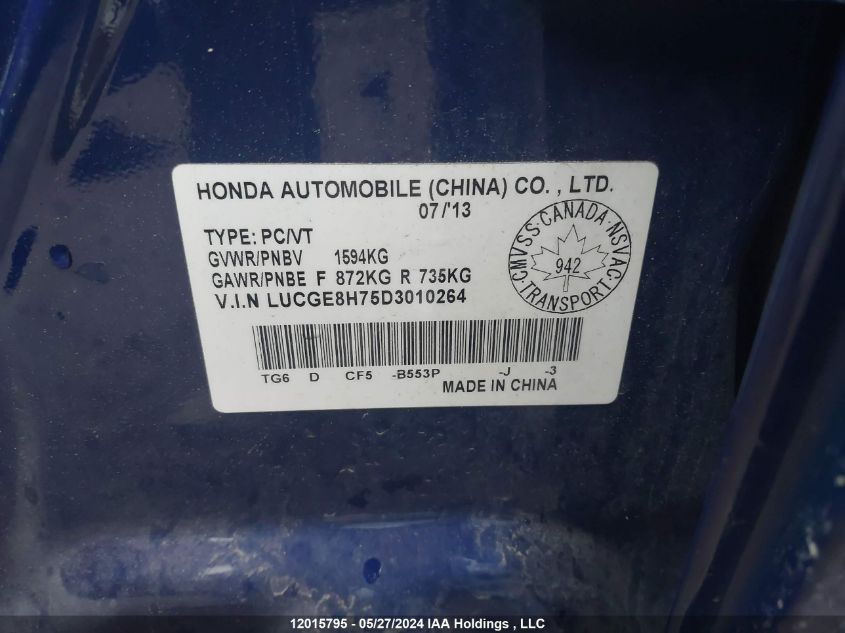 HONDA AUTOMOBILE (CHINA) CO. , LTD.
07/'13
TYPE: PC/VT
GVWR/PNBV 1594KG
GAWR/PNBE F 872KG R 735KG
V.I.N LUCGE8H75D3010264
CMVSS·CANADA·NSVAC
942
TRANSPORT
TG6 D CF5 -B553P -J -3
MADE IN CHINA
12015795 - 05/27/2024 IAA Holdings , LLC